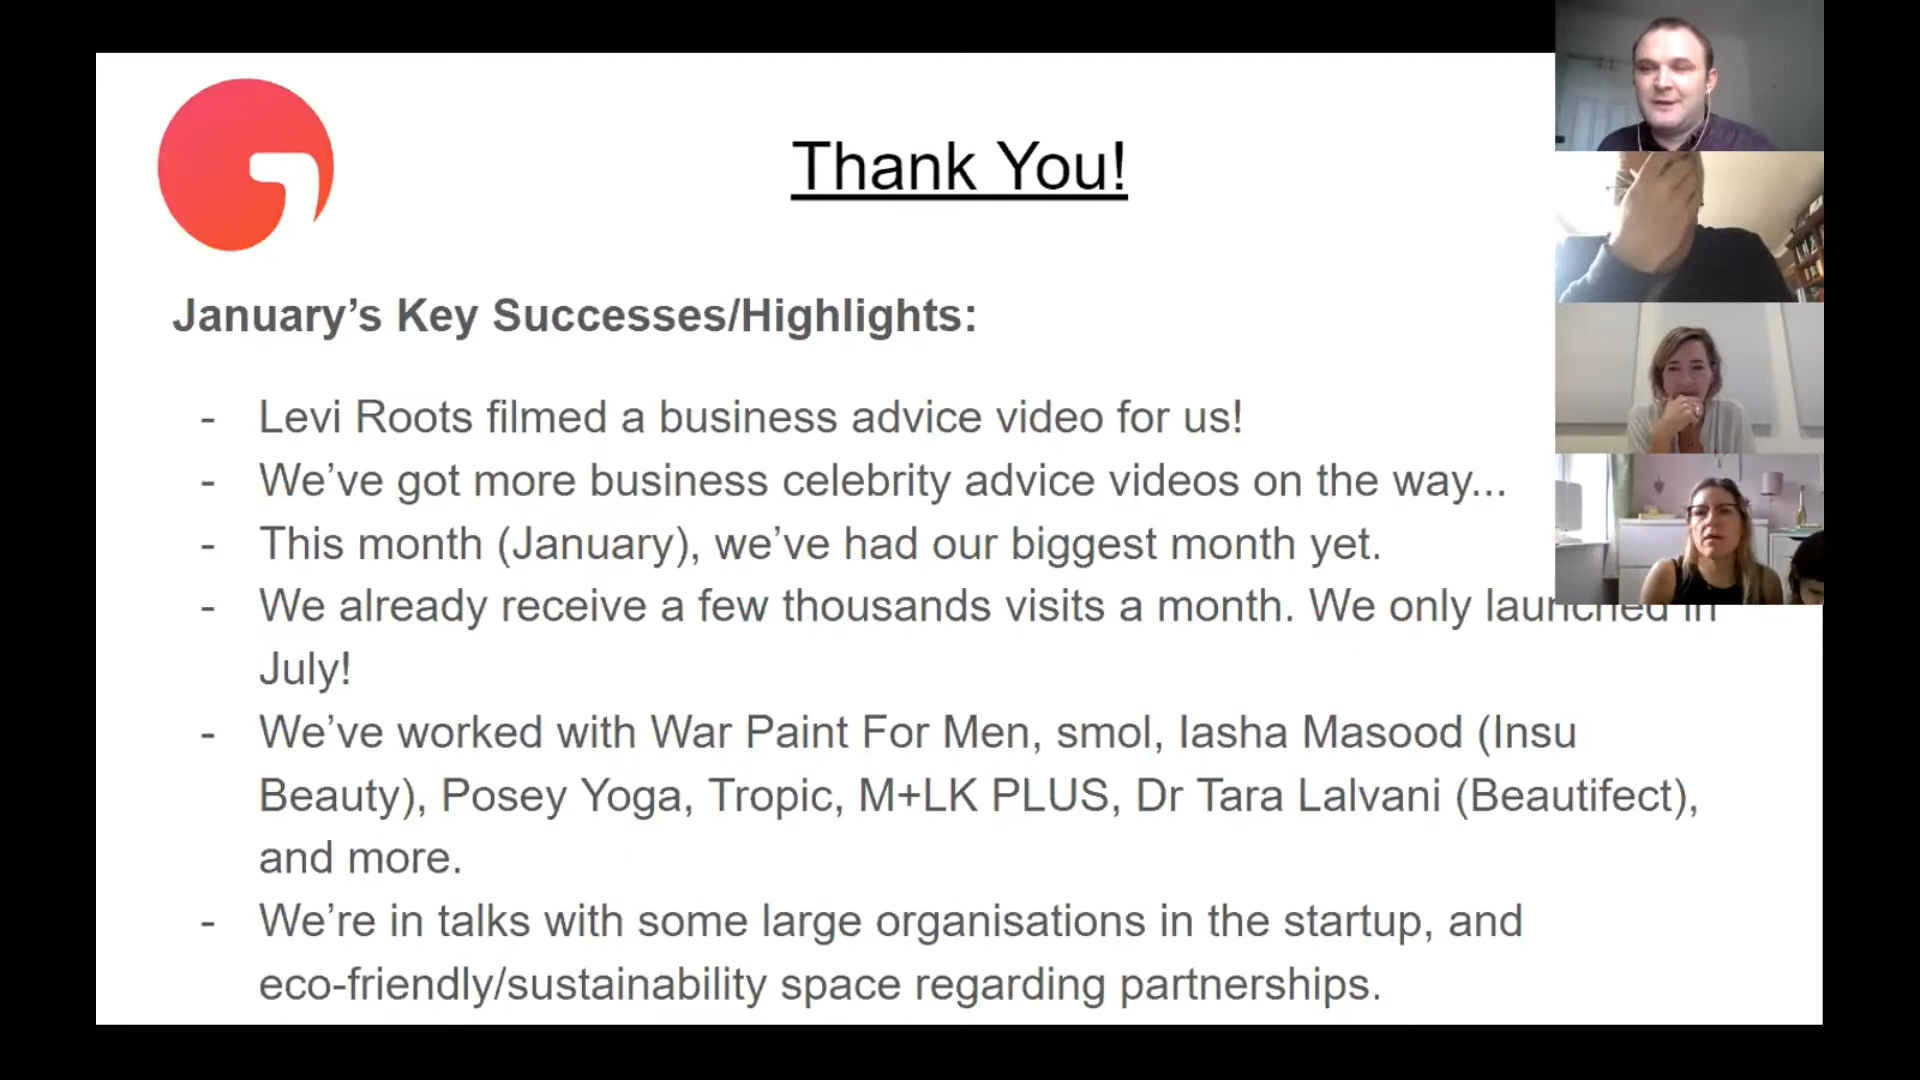 Thank You!
January’s Key Successes/Highlights:
- Levi Roots filmed a business advice video for us!
- We’ve got more business celebrity advice videos on the way...
- This month (January), we’ve had our biggest month yet.
- We already receive a few thousands visits a month. We only launched in
July!
- We’ve worked with War Paint For Men, smol, Iasha Masood (Insu
Beauty), Posey Yoga, Tropic, M+LK PLUS, Dr Tara Lalvani (Beautifect),
and more.
- We’re in talks with some large organisations in the startup, and
eco-friendly/sustainability space regarding partnerships.